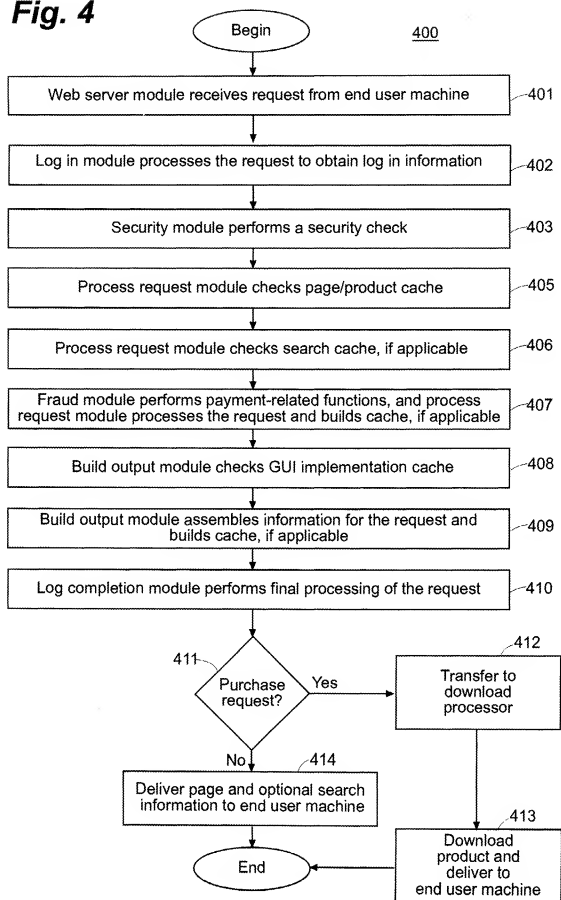 Fig. 4
Begin
400
Web server module receives request from end user machine
401
Log in module processes the request to obtain log in information
402
Security module performs a security check
403
Process request module checks page/product cache
405
Process request module checks search cache, if applicable
406
Fraud module performs payment-related functions, and process
request module processes the request and builds cache, if applicable
407
Build output module checks GUI implementation cache
408
Build output module assembles information for the request and
builds cache, if applicable
409
Log completion module performs final processing of the request
410
411
Purchase
request?
Yes
412
Transfer to
download
processor
No
414
Deliver page and optional search
information to end user machine
413
Download
product and
deliver to
end user machine
End